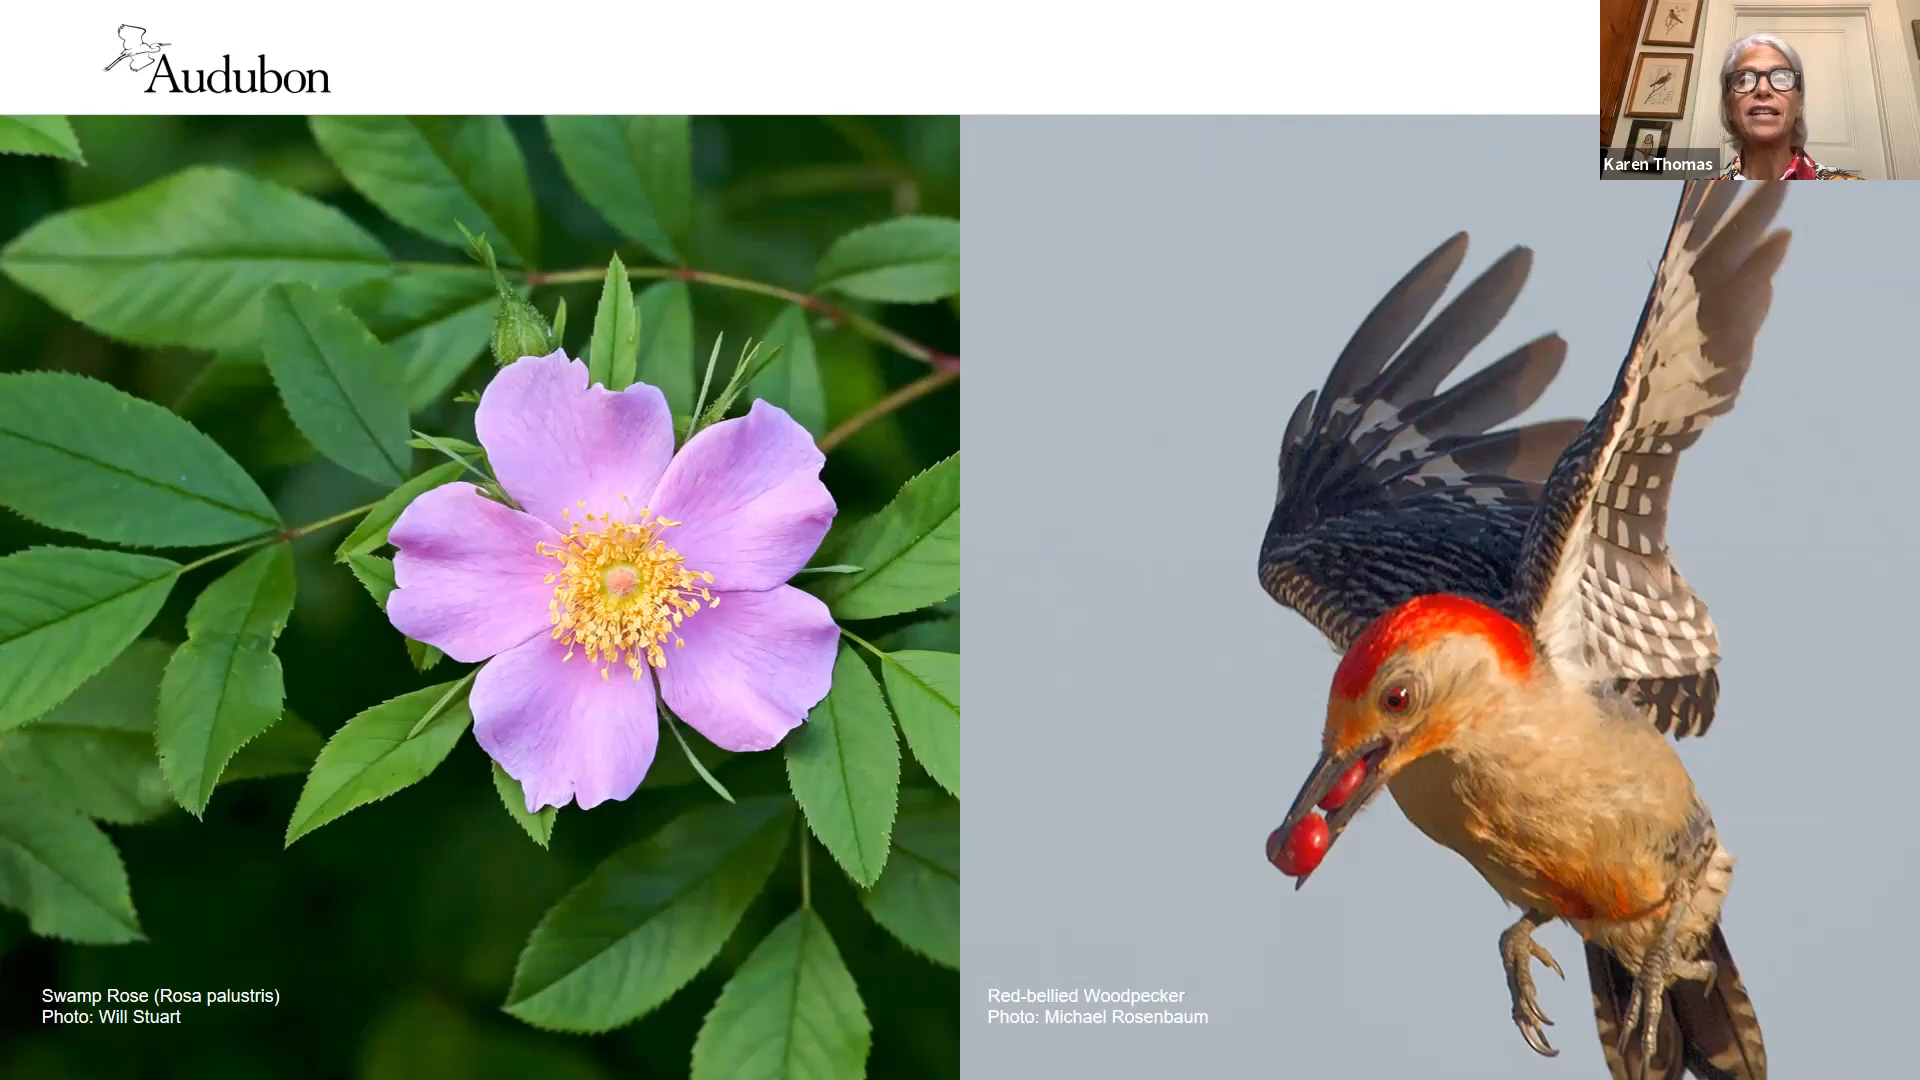 Audubon
Karen Thomas
Swamp Rose (Rosa palustris)
Photo: Will Stuart
Red-bellied Woodpecker
Photo: Michael Rosenbaum